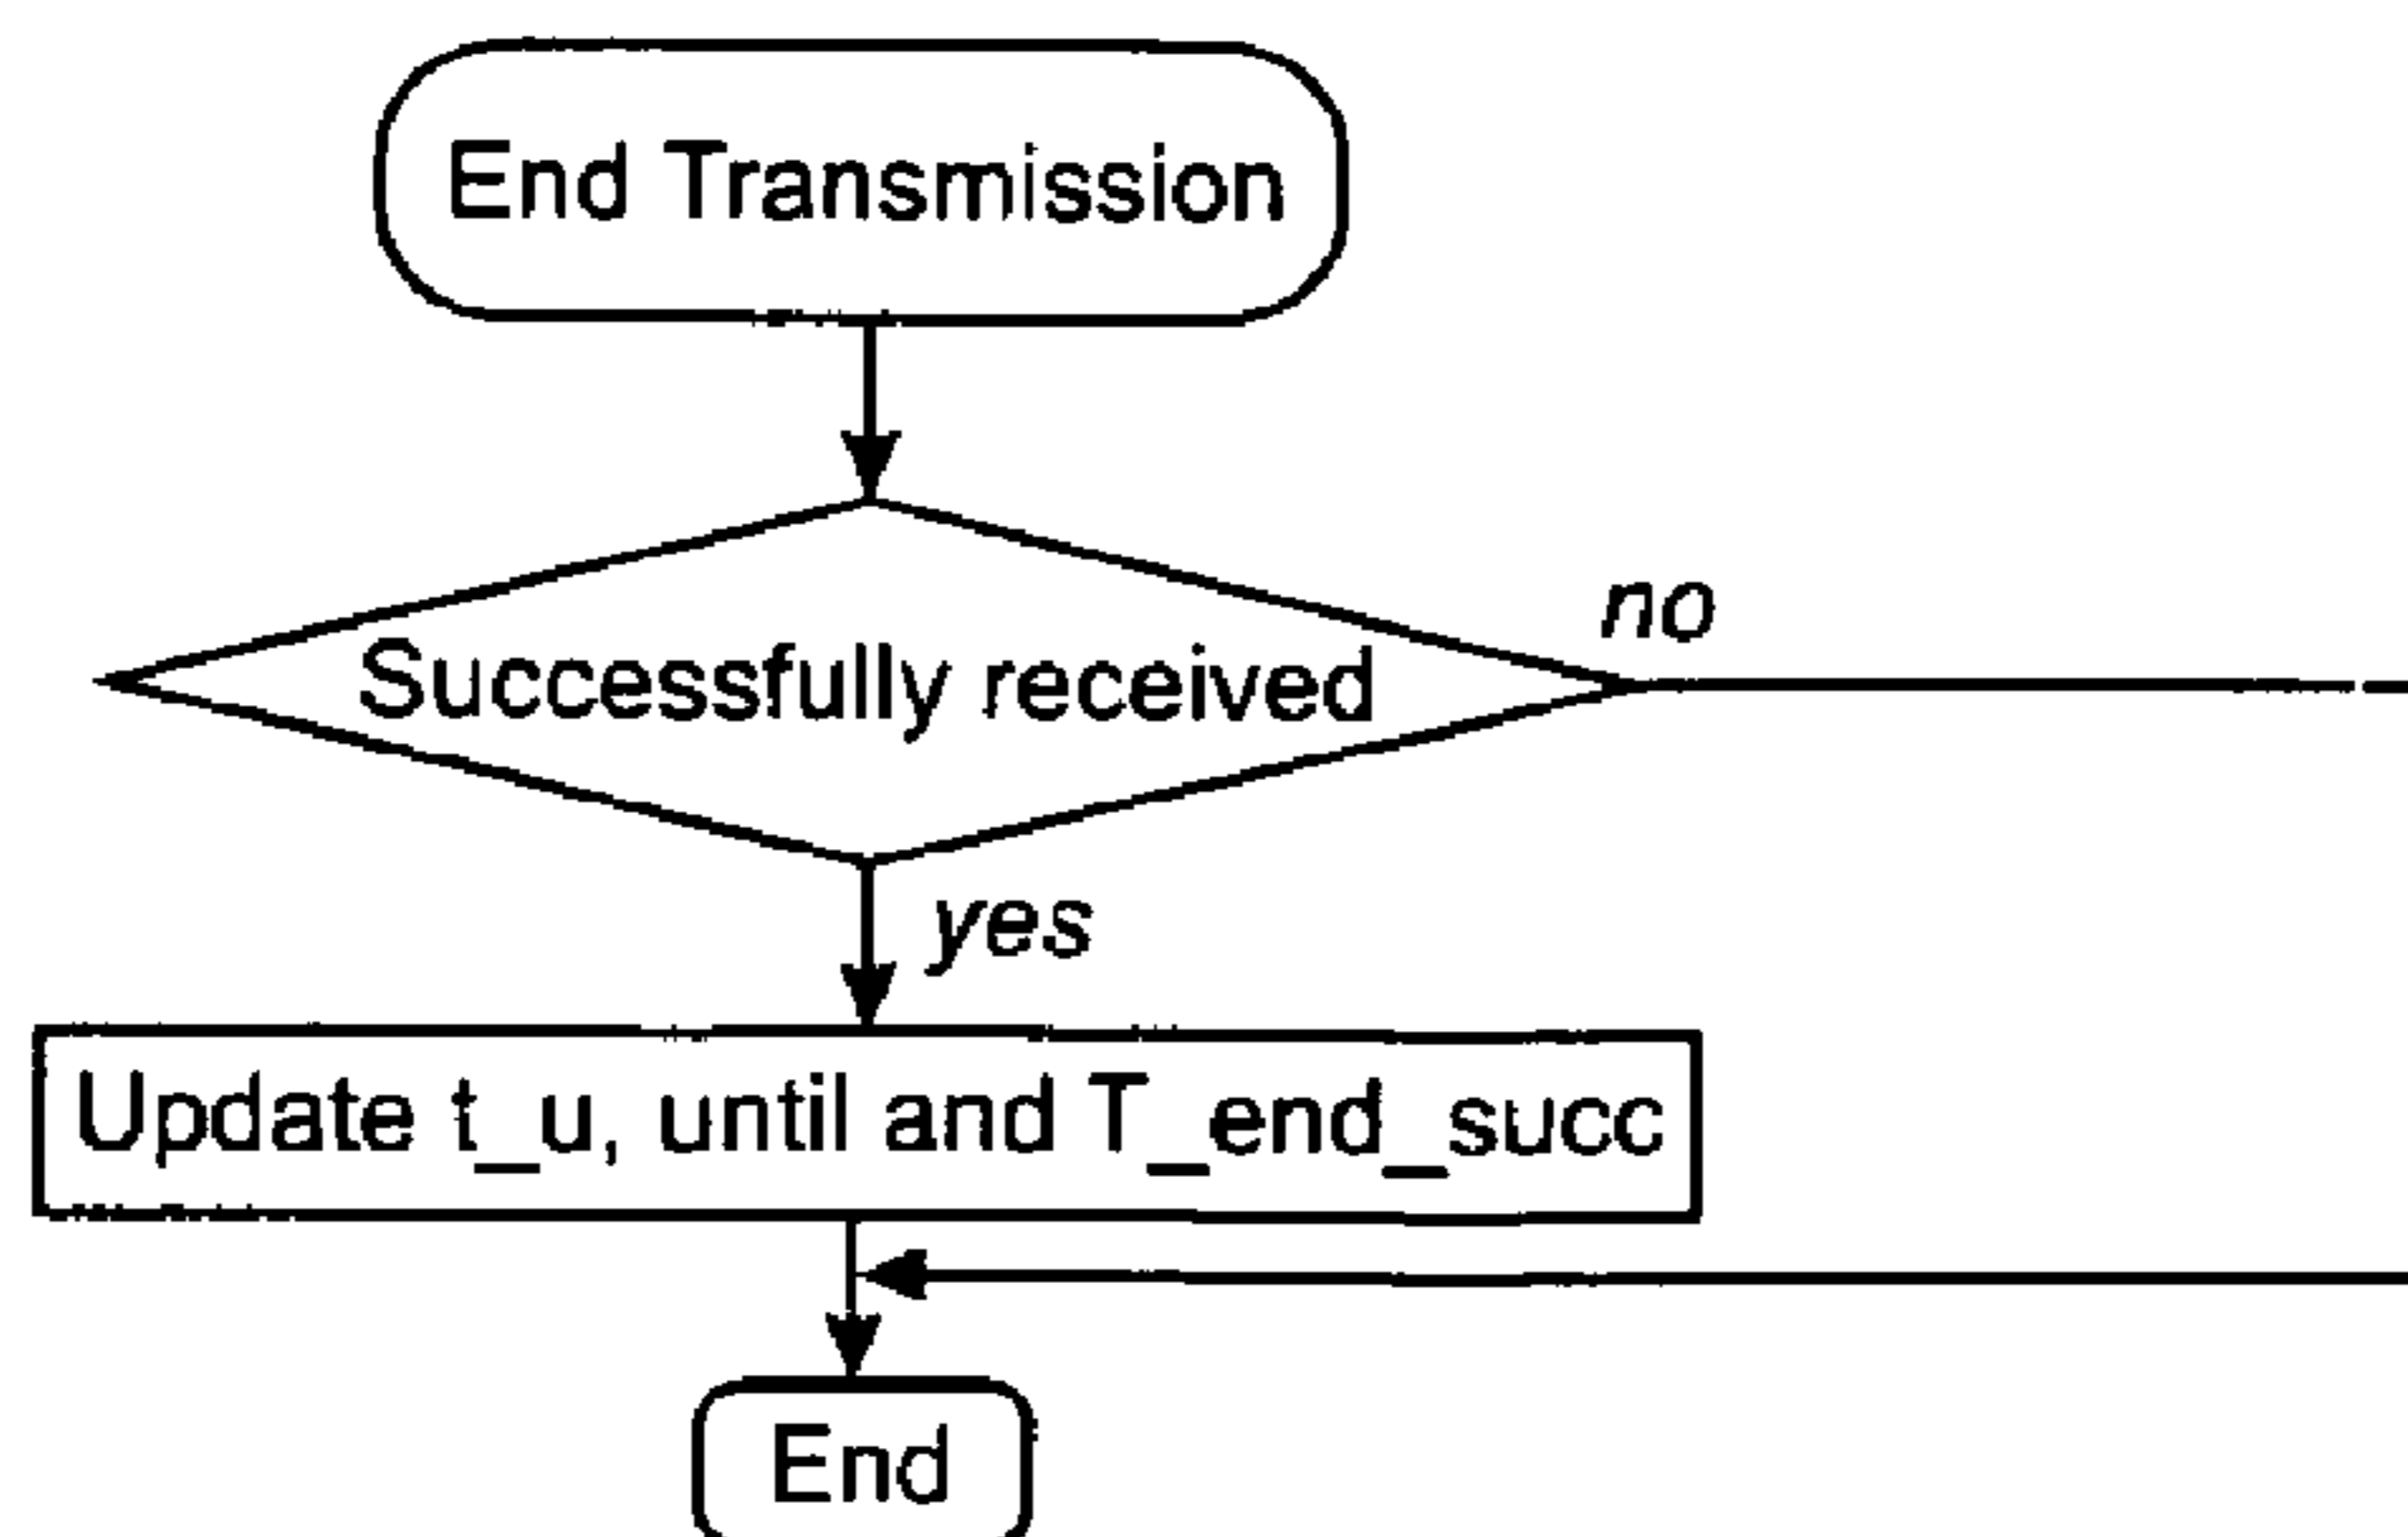 End Transmission
Successfully received
no
yes
Update t_u, until and T_end_succ
End